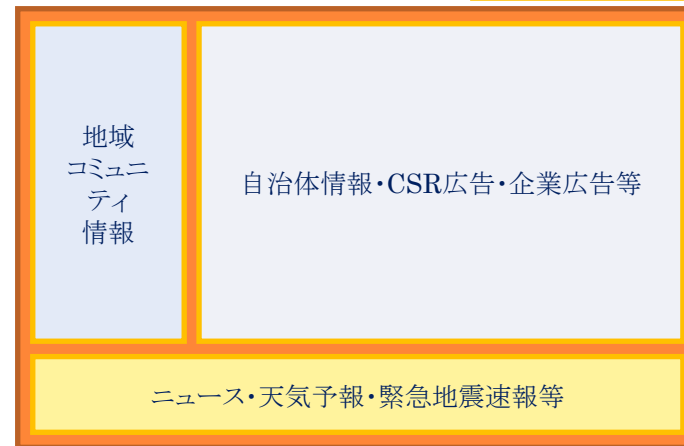 地域
コミュニ
ティ
情報
自治体情報・CSR広告・企業広告等
ニュース・天気予報・緊急地震速報等